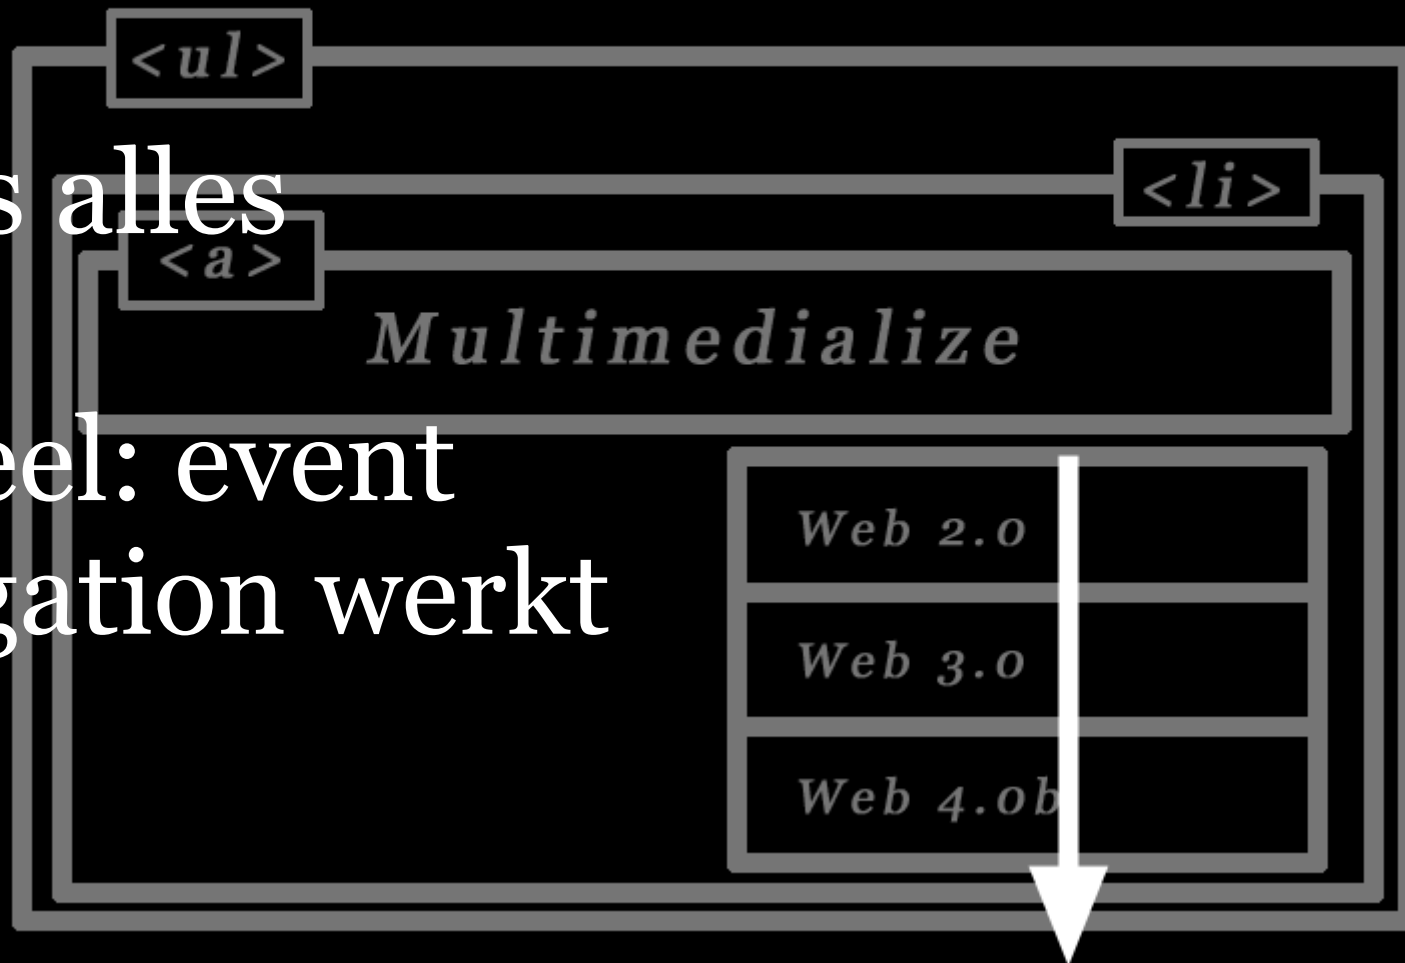 <ul>
<li>
s alles
<a>
Multimedialize
eel: event
gation werkt
Web 2.0
Web 3.0
Web 4.0b